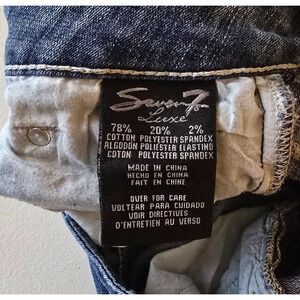 Seven7
Luxe
78% 20% 2%
COTTON POLYESTER SPANDEX
ALGODON POLIESTER ELASTINO
COTON POLYESTER SPANDEX
MADE IN CHINA
HECHO EN CHINA
FAIT EN CHINE
OVER FOR CARE
VOLTEAR PARA CUIDADO
VOIR DIRECTIVES
D'ENTRETIEN AU VERSO